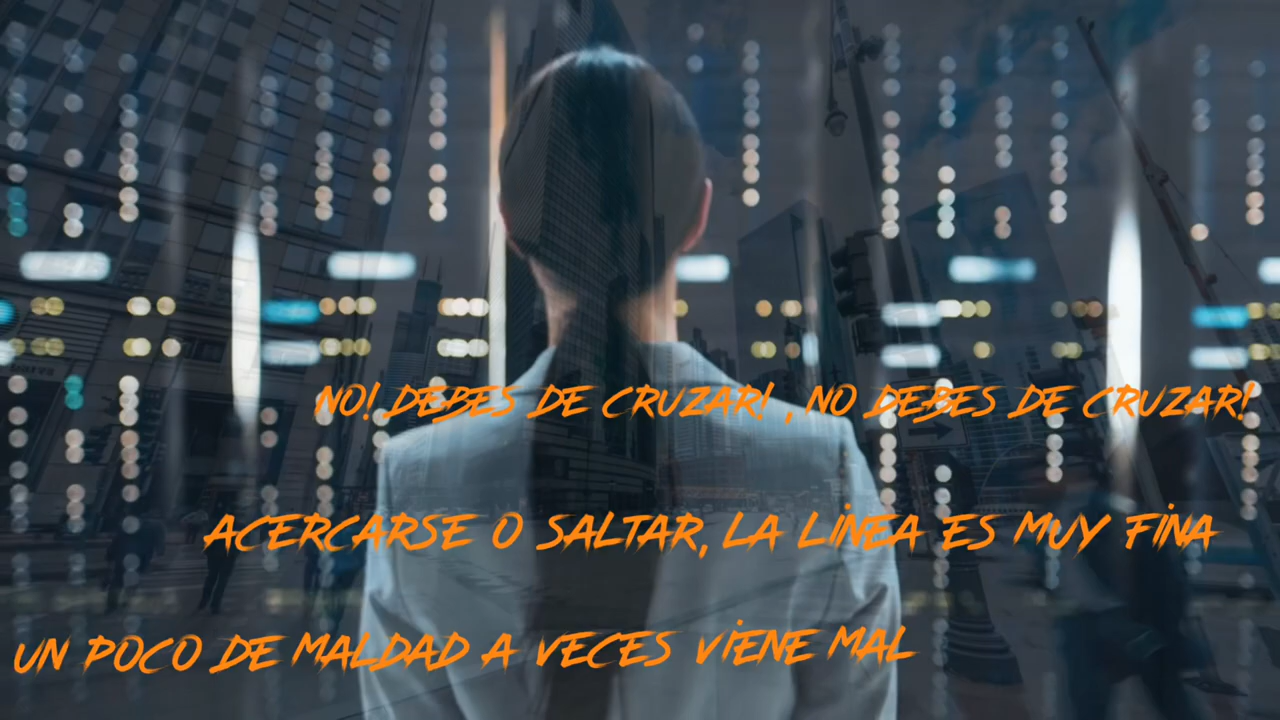 NO! DEBES DE CRUZAR! , NO DEBES DE CRUZAR!
ACERCARSE O SALTAR, LA LINEA ES MUY FINA
UN POCO DE MALDAD A VECES VIENE MAL